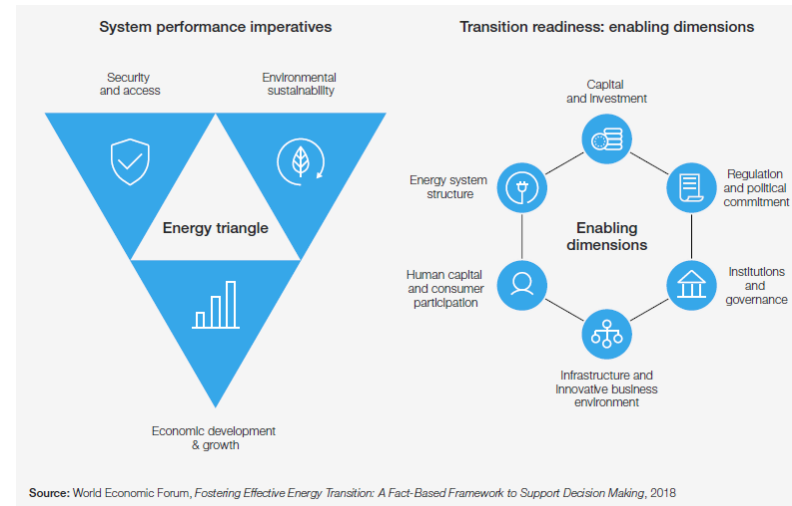 System performance imperatives
Security
and access
Environmental
sustainability
Energy triangle
Economic development
& growth
Transition readiness: enabling dimensions
Capital
and investment
Regulation
and political
commitment
Institutions
and
governance
Infrastructure and
innovative business
environment
Human capital
and consumer
participation
Energy system
structure
Enabling
dimensions
Source: World Economic Forum, Fostering Effective Energy Transition: A Fact-Based Framework to Support Decision Making, 2018